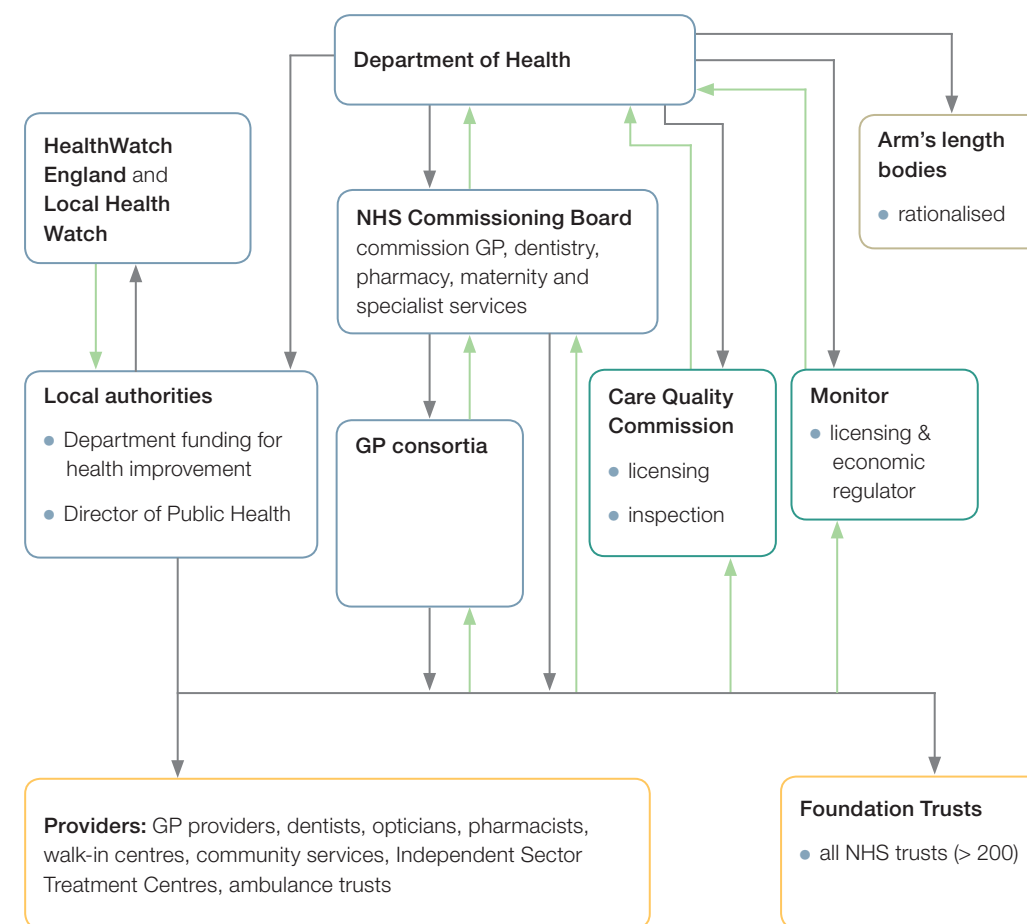 Department of Health
HealthWatch
England and
Local Health
Watch
Arm's length
bodies
rationalised
NHS Commissioning Board
commission GP, dentistry,
pharmacy, maternity and
specialist services
Local authorities
Department funding for
health improvement
Director of Public Health
GP consortia
Care Quality
Commission
licensing
inspection
Monitor
licensing &
economic
regulator
Providers: GP providers, dentists, opticians, pharmacists,
walk-in centres, community services, Independent Sector
Treatment Centres, ambulance trusts
Foundation Trusts
all NHS trusts (> 200)